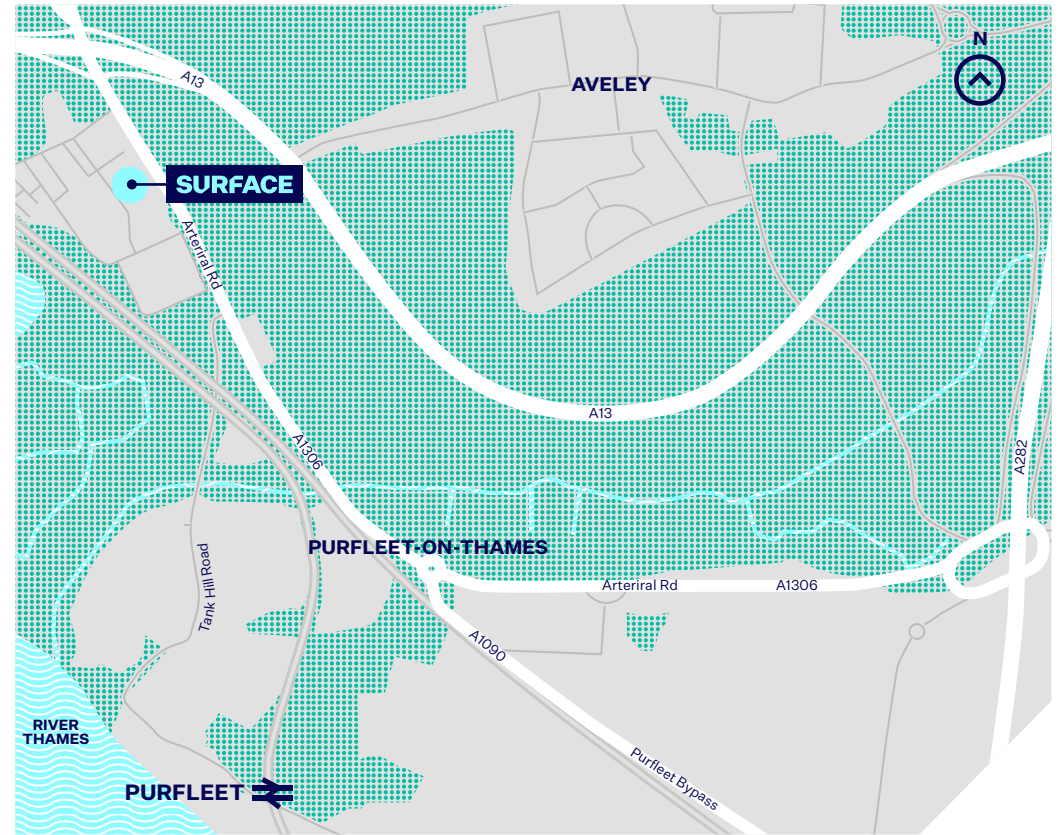 N
A13
AVELEY
SURFACE
Arteriral Rd
A13
A1306
A282
PURFLEET-ON-THAMES
Arteriral Rd
A1306
Tank Hill Road
A1090
RIVER
THAMES
Purfleet Bypass
PURFLEET